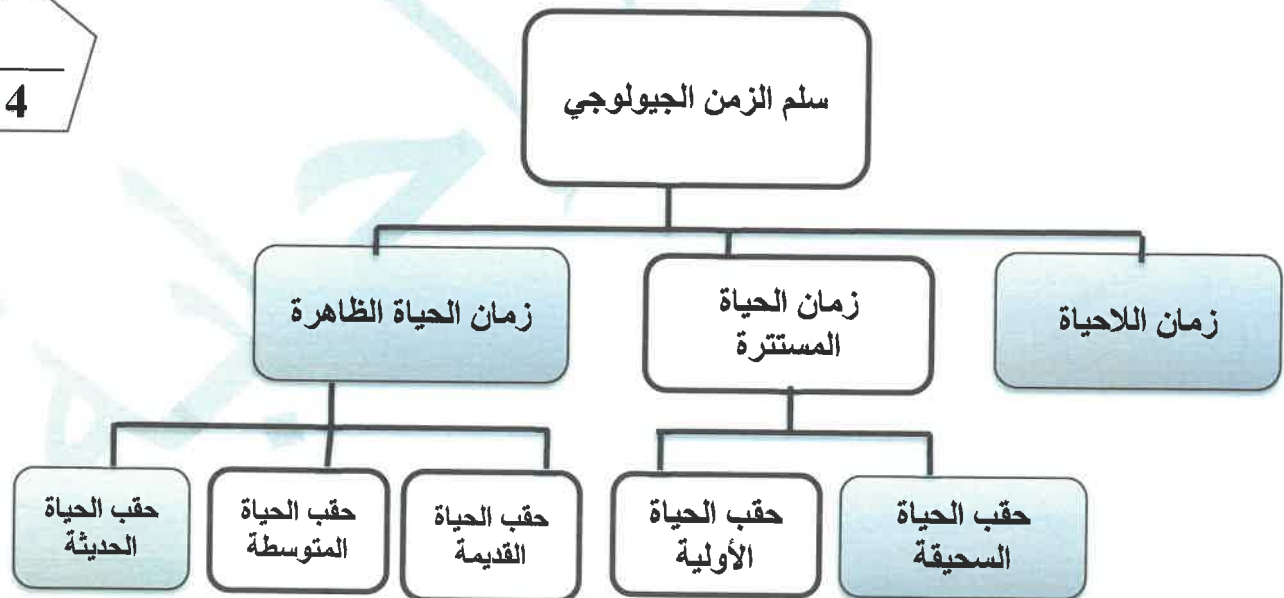 4
سلم الزمن الجيولوجي
زمان اللاحياة
زمان الحياة
المستترة
زمان الحياة الظاهرة
حقب الحياة
السحيقة
حقب الحياة
الأولية
حقب الحياة
القديمة
حقب الحياة
المتوسطة
حقب الحياة
الحديثة